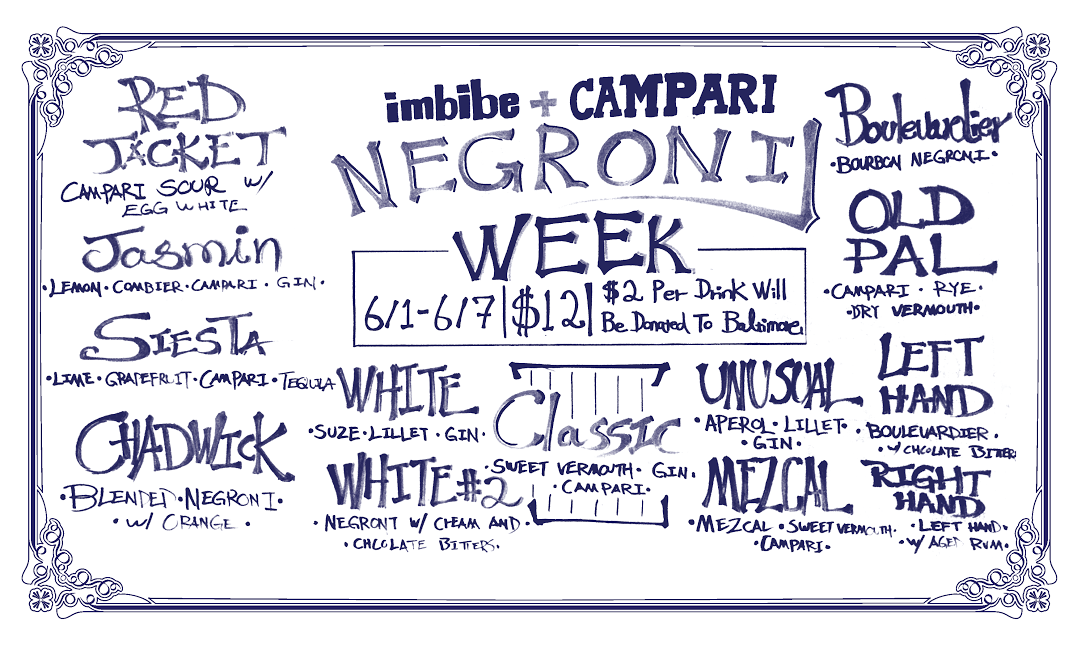 imbibe + CAMPARI
NEGRONI
WEEK
6/1-6/7 | $12 | $2 Per Drink Will
Be Donated To Baltimore.
RED
JACKET
CAMPARI SOUR W/
EGG WHITE
Jasmin
• LEMON • COMBIER • CAMPARI • GIN •
SIESTA
• LIME • GRAPEFRUIT • CAMPARI • TEQUILA
CHADWICK
• BLENDED • NEGRONI •
• W/ ORANGE •
WHITE
• SUZE • LILLET • GIN •
WHITE #2
• NEGRONI W/ CREAM AND •
• CHCOLATE BITTERS •
Classic
• SWEET VERMOUTH • GIN •
• CAMPARI •
UNUSUAL
• APEROL • LILLET •
• GIN •
MEZCAL
• MEZCAL • SWEET VERMOUTH •
• CAMPARI •
Boulevardier
• BOURBON NEGRONI •
OLD
PAL
• CAMPARI • RYE •
• DRY VERMOUTH •
LEFT
HAND
• BOULEVARDIER •
• W/ CHCOLATE BITTERS
RIGHT
HAND
• LEFT HAND •
• W/ AGED RUM •